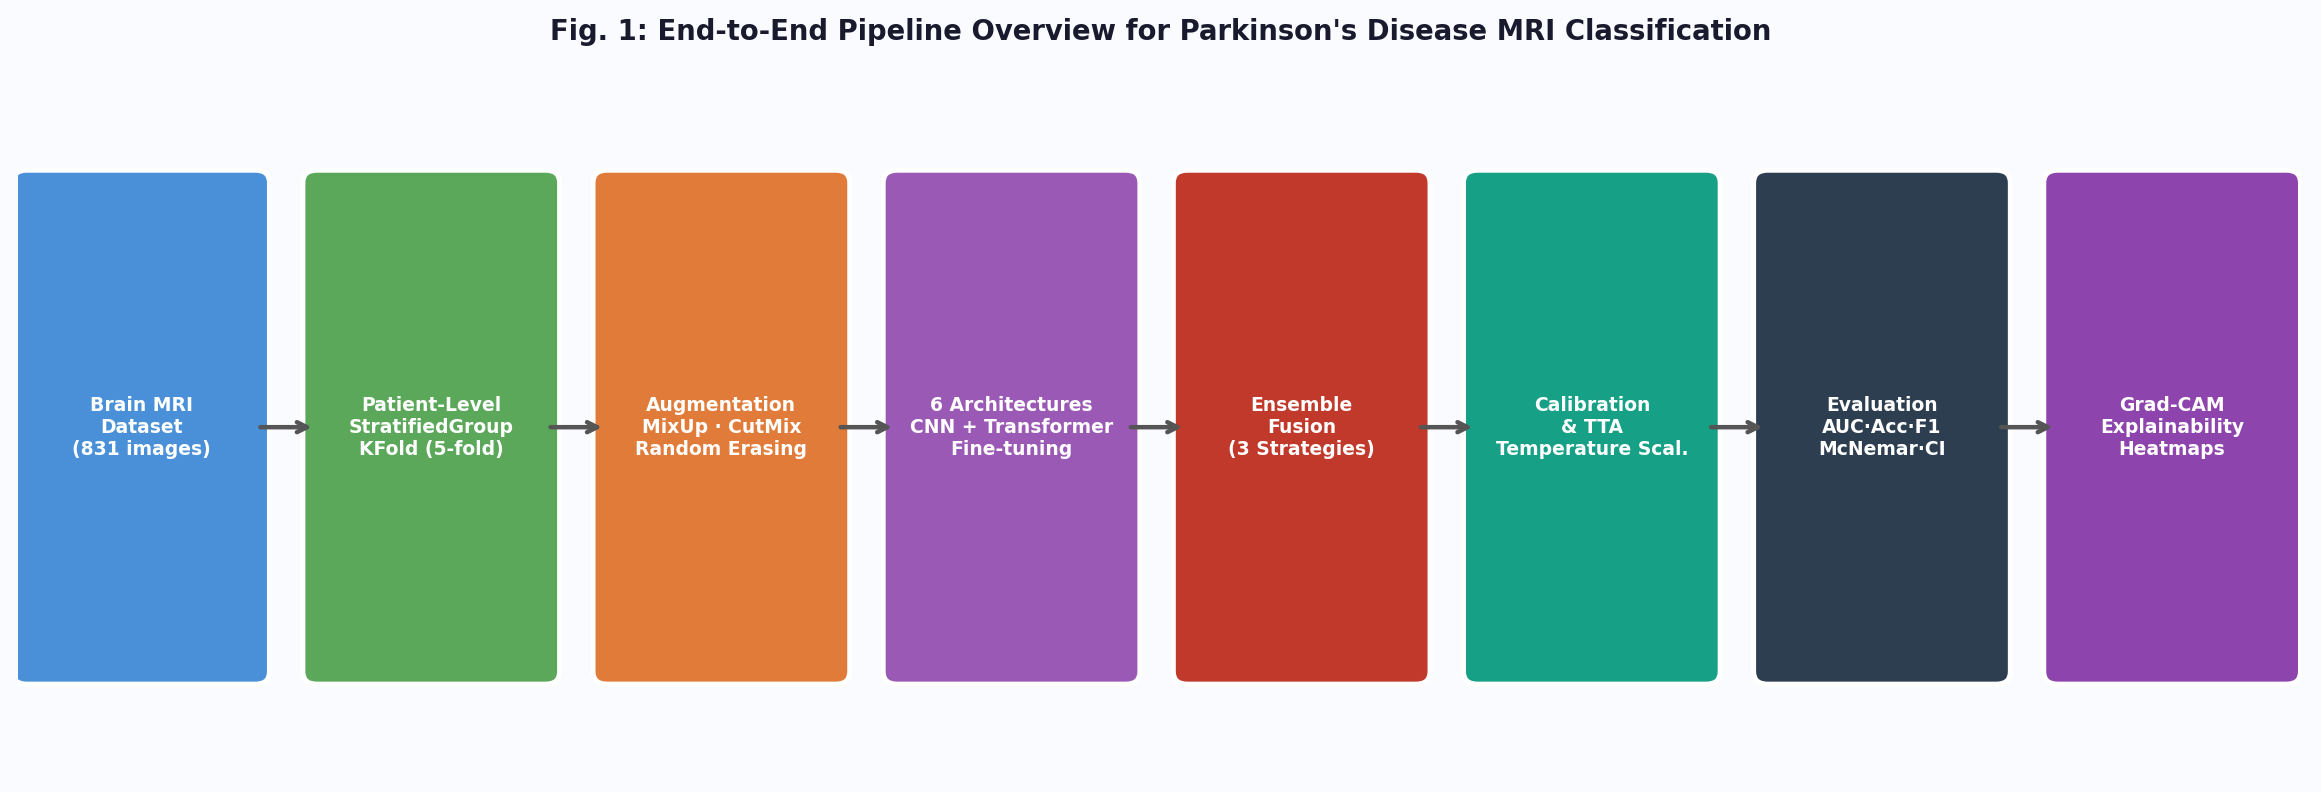 Fig. 1: End-to-End Pipeline Overview for Parkinson's Disease MRI Classification
Brain MRI
Dataset
(831 images)
Patient-Level
StratifiedGroup
KFold (5-fold)
Augmentation
MixUp · CutMix
Random Erasing
6 Architectures
CNN + Transformer
Fine-tuning
Ensemble
Fusion
(3 Strategies)
Calibration
& TTA
Temperature Scal.
Evaluation
AUC·Acc·F1
McNemar·CI
Grad-CAM
Explainability
Heatmaps